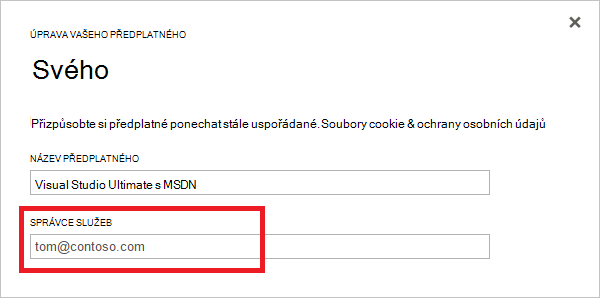 ÚPRAVA VAŠEHO PŘEDPLATNÉHO
Svého
Přizpůsobte si předplatné ponechat stále uspořádané. Soubory cookie & ochrany osobních údajů
NÁZEV PŘEDPLATNÉHO
Visual Studio Ultimate s MSDN
SPRÁVCE SLUŽEB
tom@contoso.com